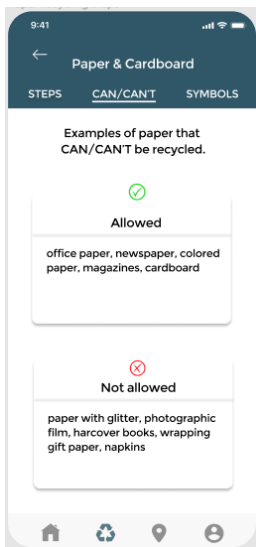 9:41
Paper & Cardboard
STEPS CAN/CAN'T SYMBOLS
Examples of paper that
CAN/CAN'T be recycled.
Allowed
office paper, newspaper, colored
paper, magazines, cardboard
Not allowed
paper with glitter, photographic
film, harcover books, wrapping
gift paper, napkins